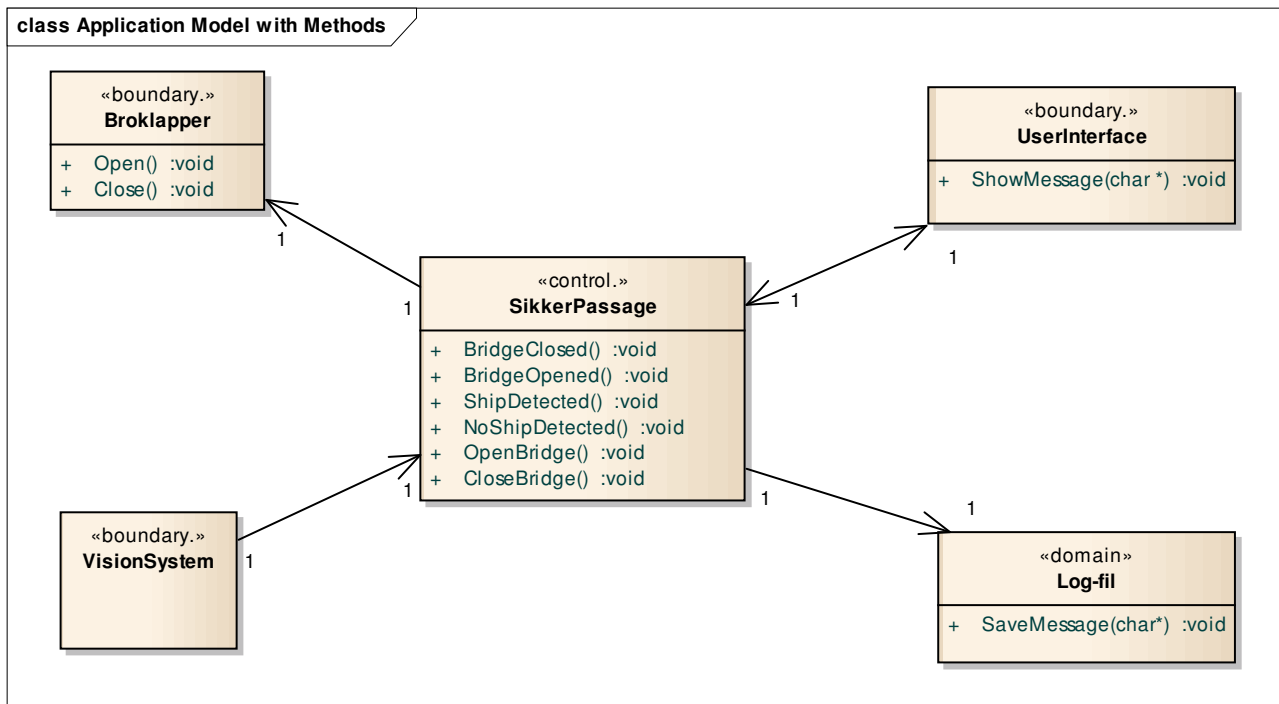 class Application Model with Methods
«boundary.»
Broklapper
+ Open() :void
+ Close() :void
1
1
«boundary.»
UserInterface
+ ShowMessage(char *) :void
1
1
«control.»
SikkerPassage
+ BridgeClosed() :void
+ BridgeOpened() :void
+ ShipDetected() :void
+ NoShipDetected() :void
+ OpenBridge() :void
+ CloseBridge() :void
1
1
«boundary.»
VisionSystem
1
1
«domain»
Log-fil
+ SaveMessage(char*) :void